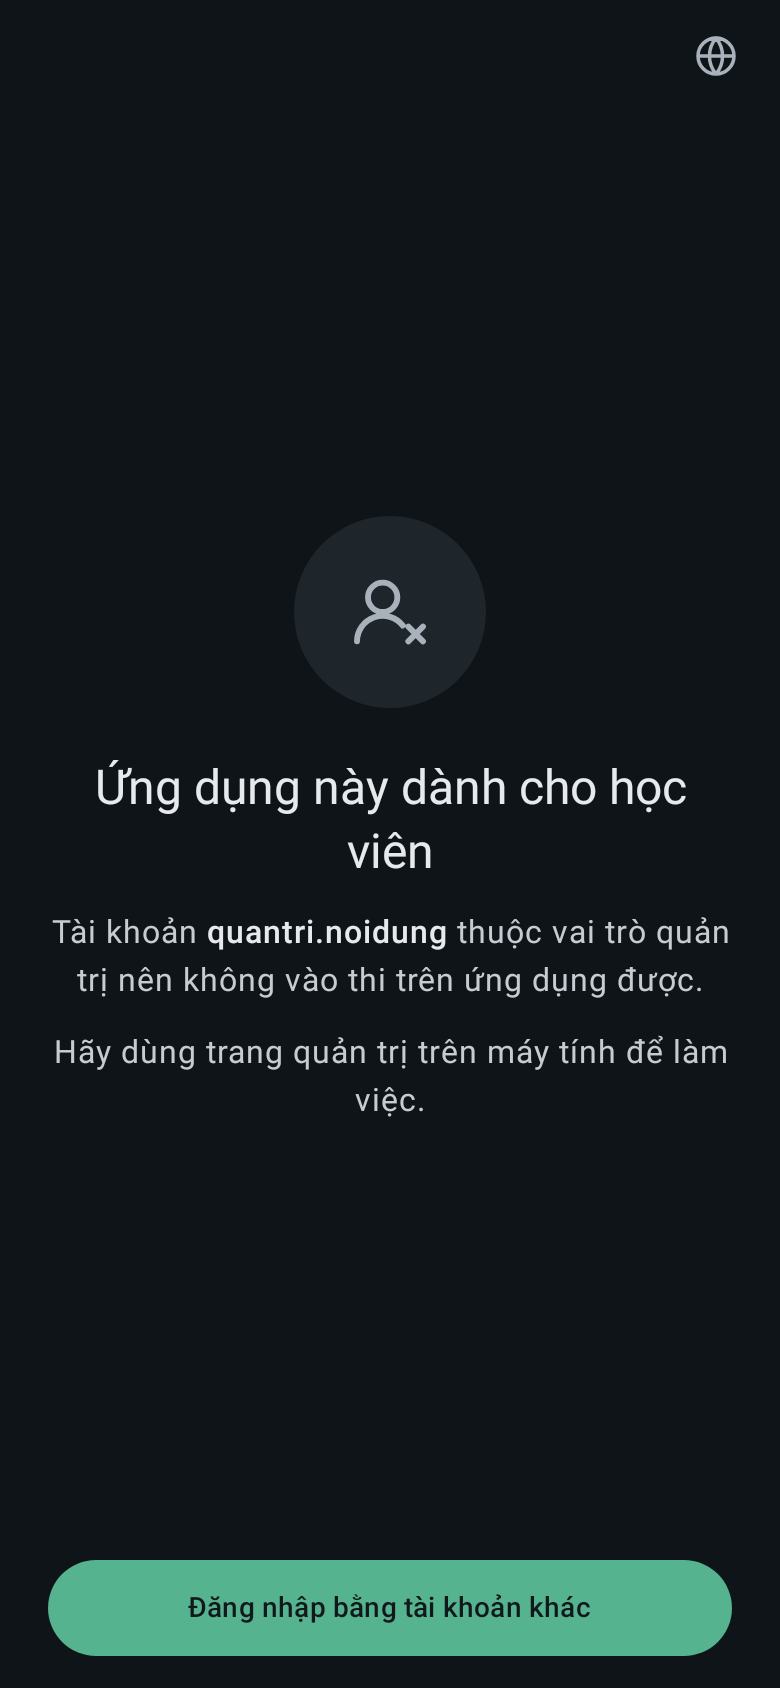 Ứng dụng này dành cho học
viên
Tài khoản quantri.noidung thuộc vai trò quản
trị nên không vào thi trên ứng dụng được.
Hãy dùng trang quản trị trên máy tính để làm
việc.
Đăng nhập bằng tài khoản khác